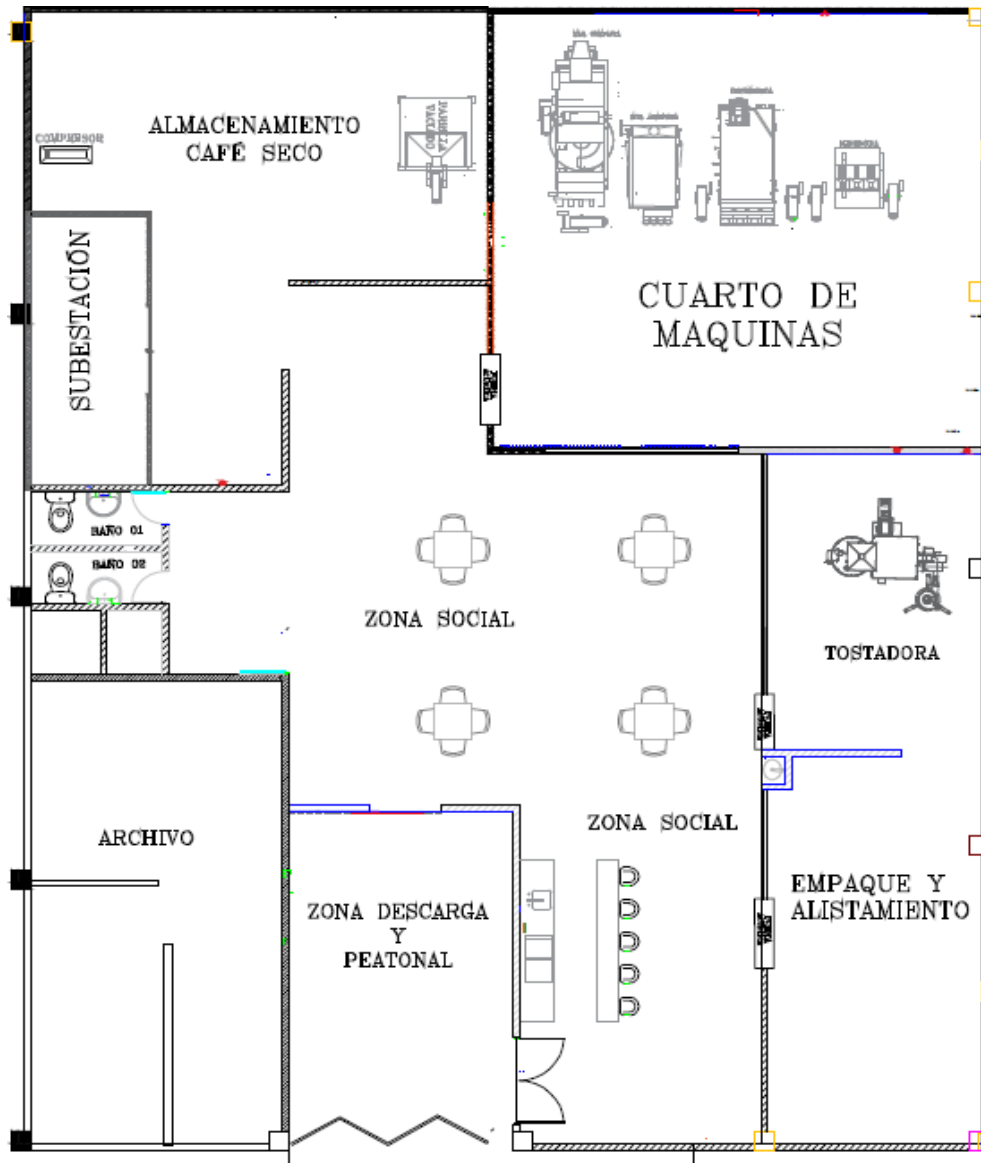 ALMACENAMIENTO
CAFÉ SECO
COMPRESOR
SUBESTACIÓN
CUARTO DE
MAQUINAS
BAÑO 01
BAÑO 02
ZONA SOCIAL
TOSTADORA
ZONA SOCIAL
ARCHIVO
EMPAQUE Y
ALISTAMIENTO
ZONA DESCARGA
Y
PEATONAL